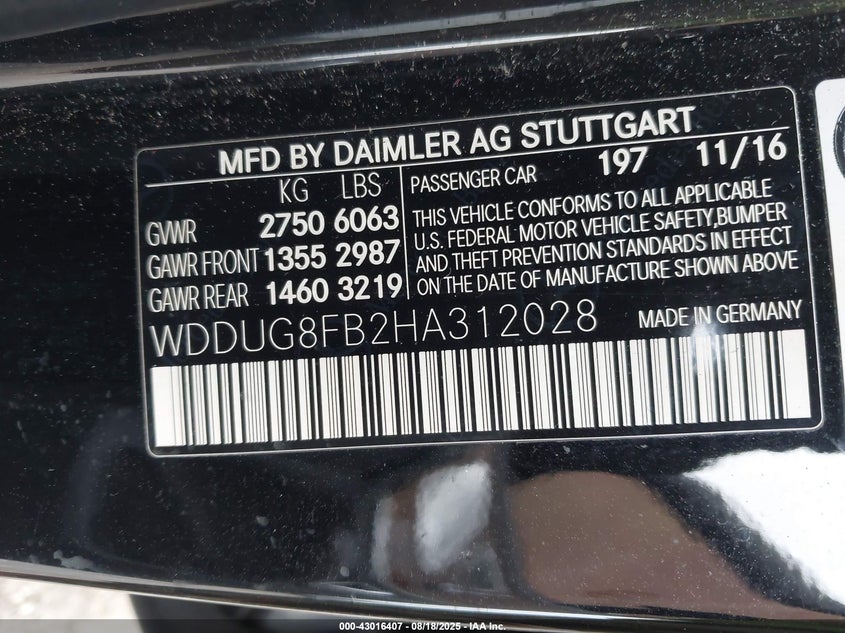 MFD BY DAIMLER AG STUTTGART
KG LBS
GVWR 2750 6063
GAWR FRONT 1355 2987
GAWR REAR 1460 3219
PASSENGER CAR 197 11/16
THIS VEHICLE CONFORMS TO ALL APPLICABLE
U.S. FEDERAL MOTOR VEHICLE SAFETY,BUMPER
AND THEFT PREVENTION STANDARDS IN EFFECT
ON THE DATE OF MANUFACTURE SHOWN ABOVE
WDDUG8FB2HA312028 MADE IN GERMANY
000-43016407 - 08/18/2025 - IAA Inc.